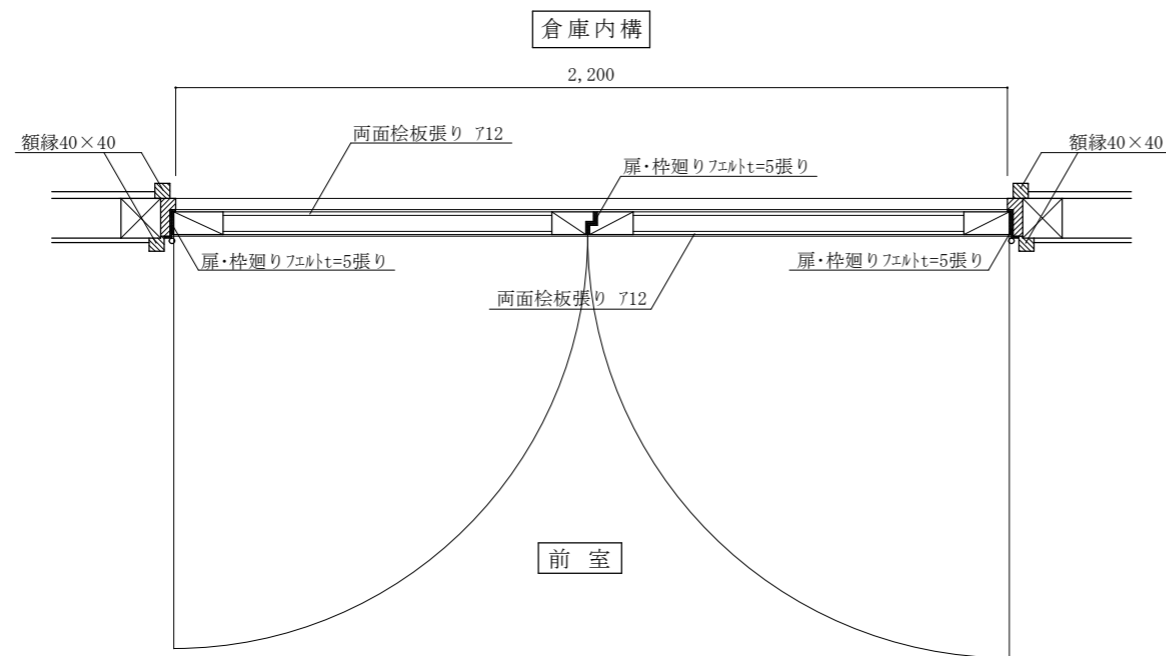 倉庫内構
2,200
額縁40×40
両面桧板張り ｱ12
扉・枠廻りフェルトt=5張り
額縁40×40
扉・枠廻りフェルトt=5張り
扉・枠廻りフェルトt=5張り
両面桧板張り ｱ12
前 室